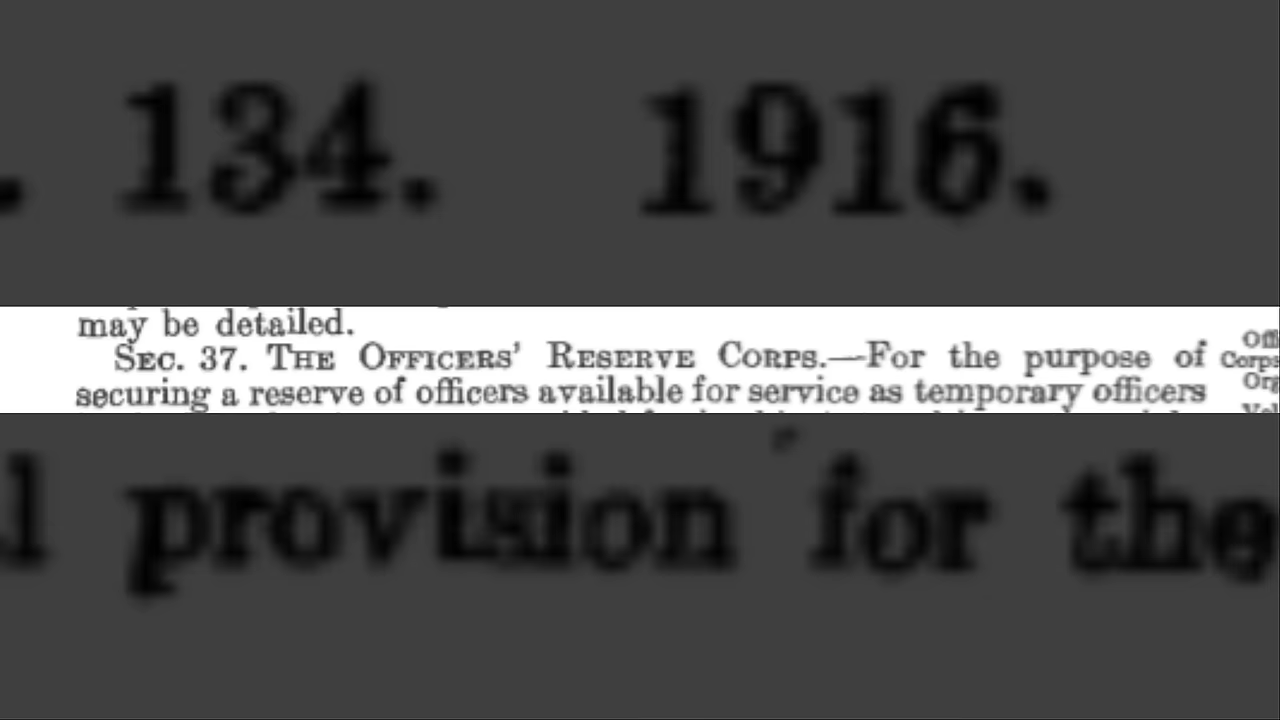 . 134. 1916.
may be detailed.
SEC. 37. THE OFFICERS' RESERVE CORPS.—For the purpose of
securing a reserve of officers available for service as temporary officers
provision for the